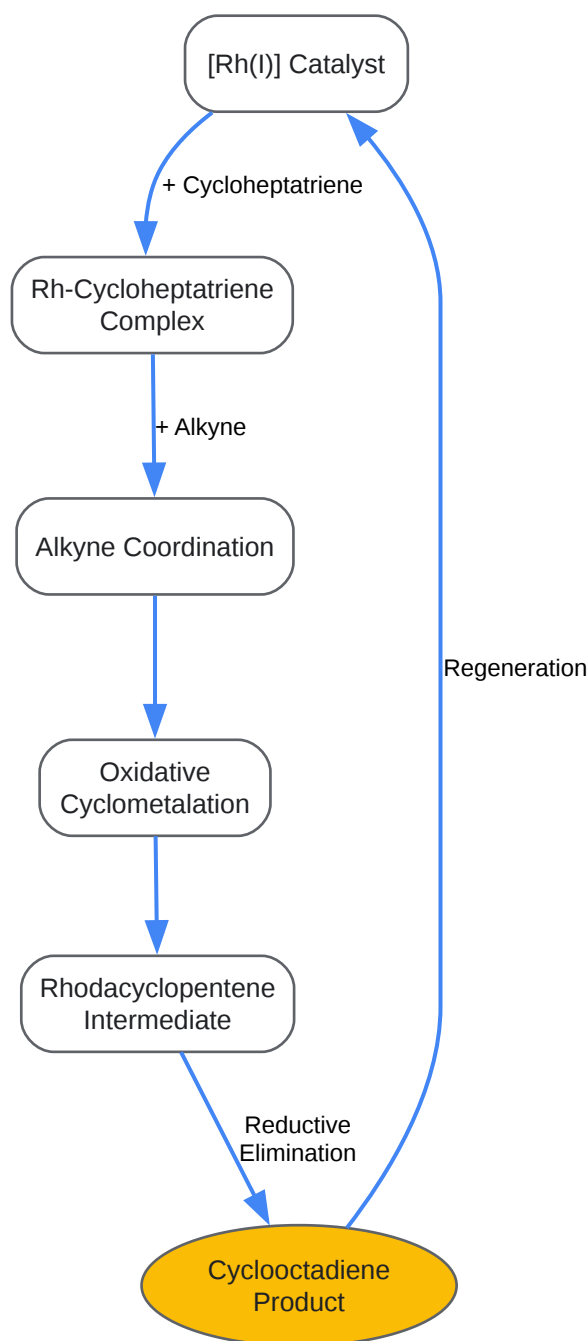 [Rh(I)] Catalyst
+ Cycloheptatriene
Rh-Cycloheptatriene
Complex
+ Alkyne
Alkyne Coordination
Regeneration
Oxidative
Cyclometalation
Rhodacyclopentene
Intermediate
Reductive
Elimination
Cyclooctadiene
Product